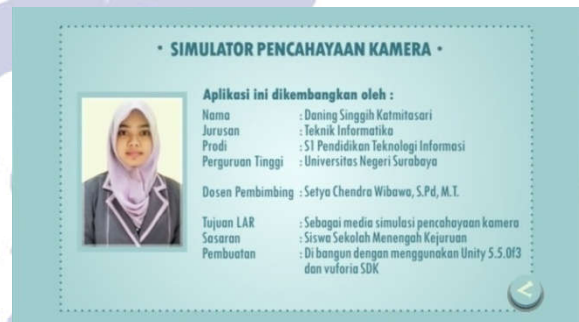 • SIMULATOR PENCAHAYAAN KAMERA •
Aplikasi ini dikembangkan oleh :
Nama : Daning Singgih Katmitasari
Jurusan : Teknik Informatika
Prodi : S1 Pendidikan Teknologi Informasi
Perguruan Tinggi : Universitas Negeri Surabaya
Dosen Pembimbing : Setya Chendra Wibawa, S.Pd, M.T.
Tujuan LAR : Sebagai media simulasi pencahayaan kamera
Sasaran : Siswa Sekolah Menengah Kejuruan
Pembuatan : Di bangun dengan menggunakan Unity 5.5.0f3
dan vuforia SDK